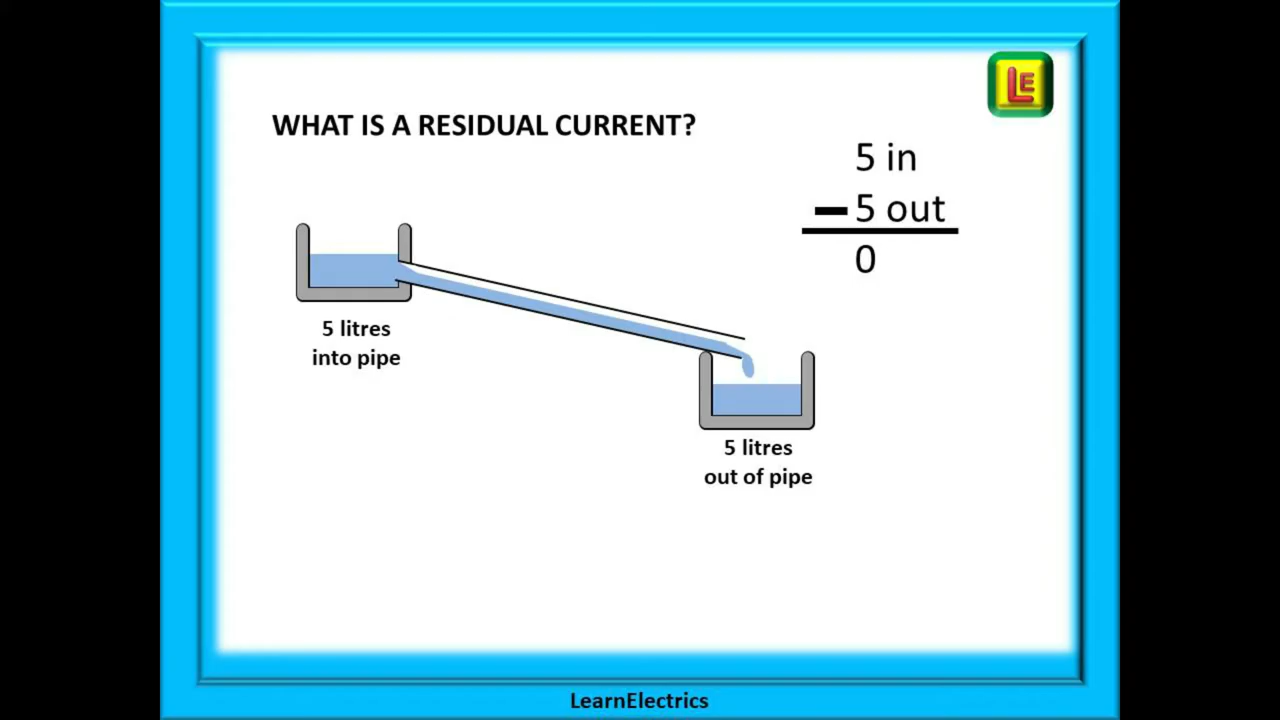 LE
WHAT IS A RESIDUAL CURRENT?
5 in
– 5 out
0
5 litres
into pipe
5 litres
out of pipe
LearnElectrics